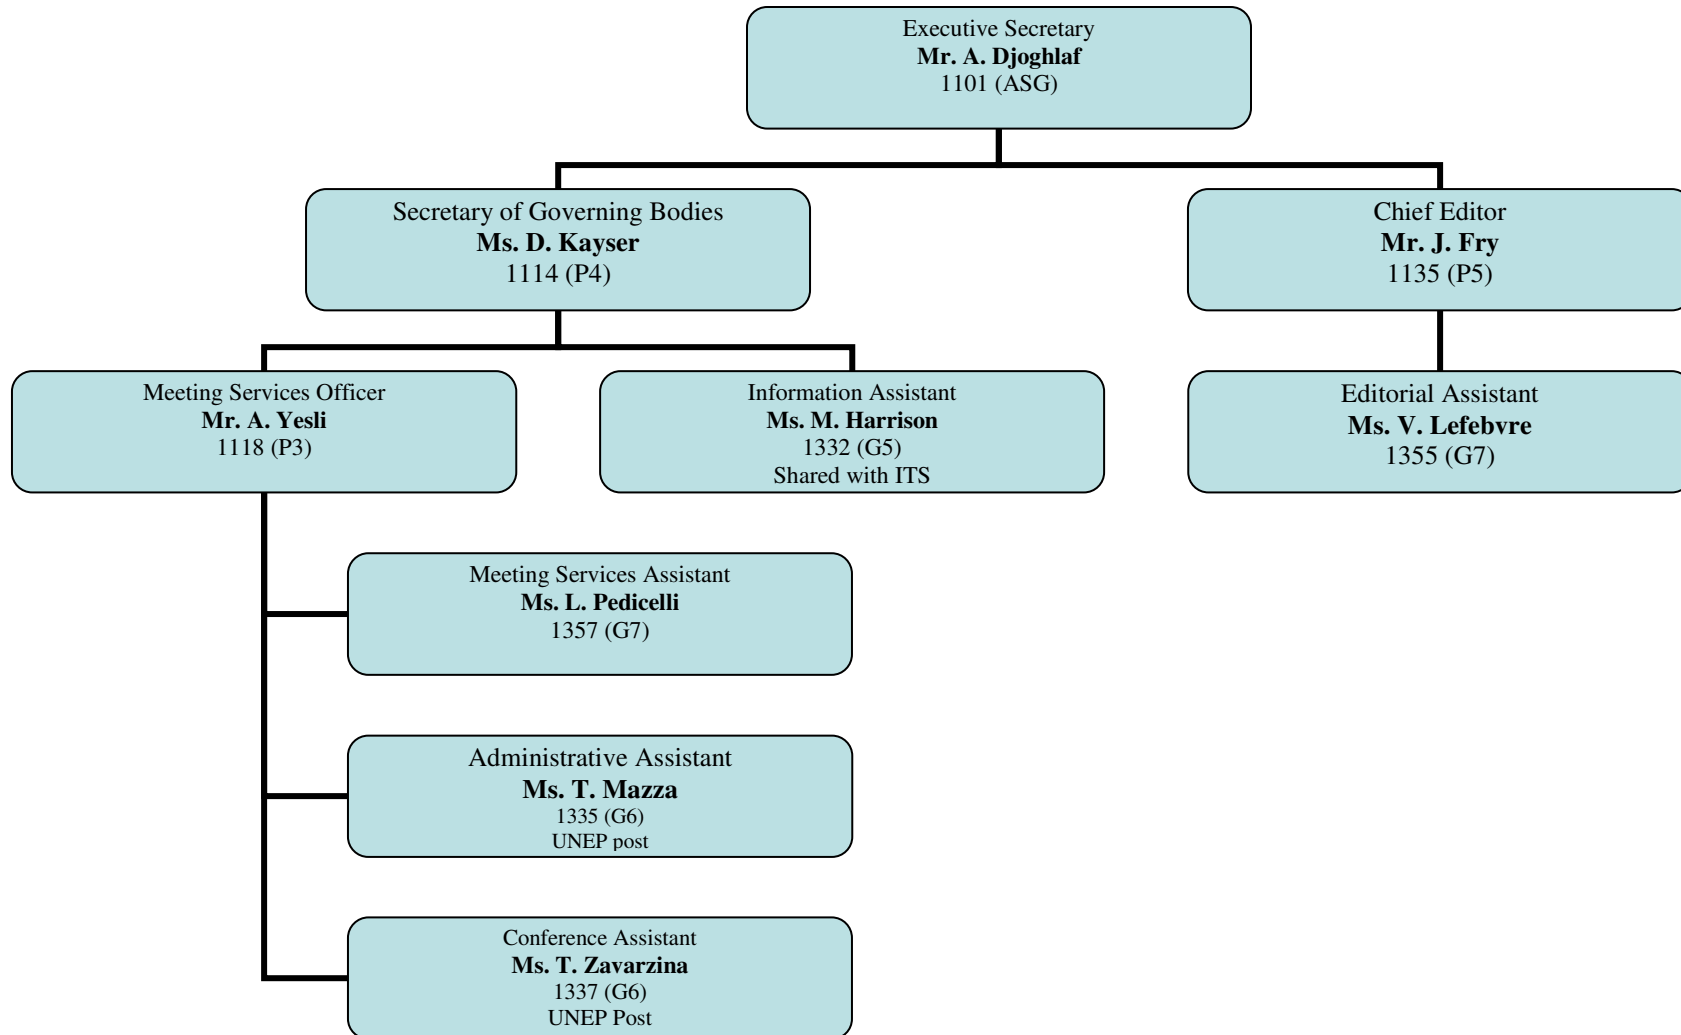 Executive Secretary
Mr. A. Djoghlaf
1101 (ASG)
Secretary of Governing Bodies
Ms. D. Kayser
1114 (P4)
Chief Editor
Mr. J. Fry
1135 (P5)
Meeting Services Officer
Mr. A. Yesli
1118 (P3)
Information Assistant
Ms. M. Harrison
1332 (G5)
Shared with ITS
Editorial Assistant
Ms. V. Lefebvre
1355 (G7)
Meeting Services Assistant
Ms. L. Pedicelli
1357 (G7)
Administrative Assistant
Ms. T. Mazza
1335 (G6)
UNEP post
Conference Assistant
Ms. T. Zavarzina
1337 (G6)
UNEP Post